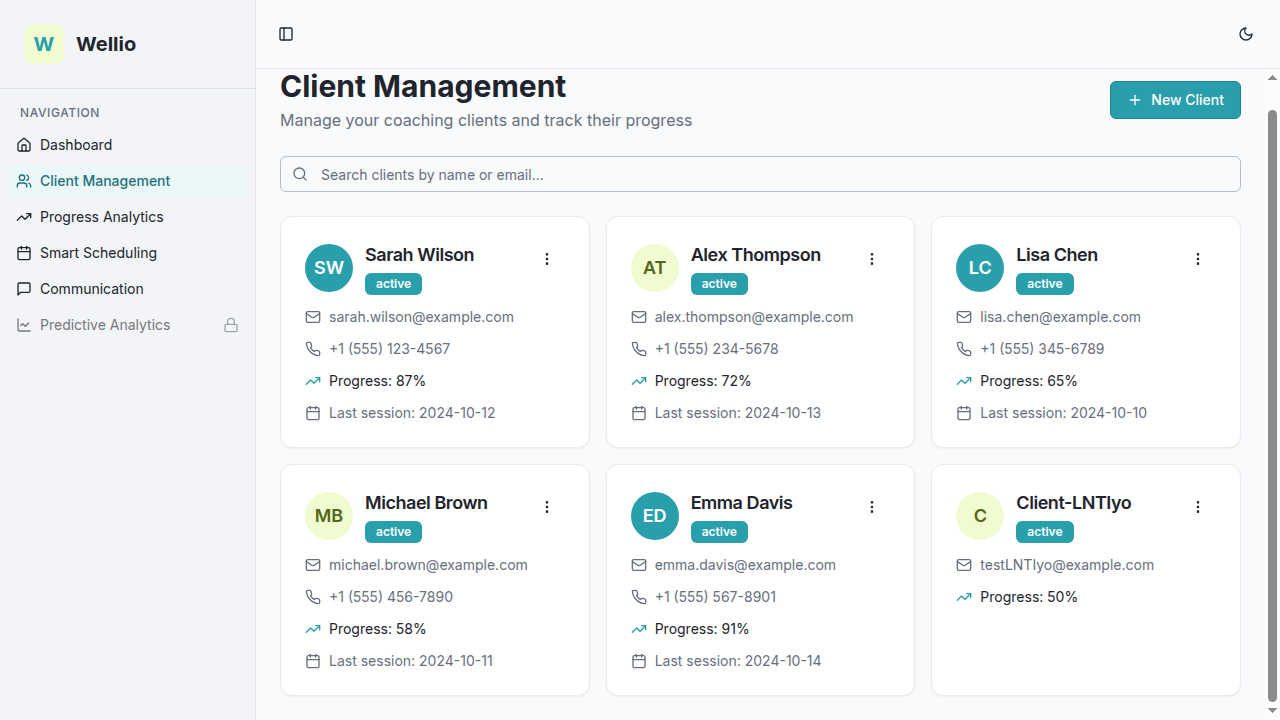 W Wellio
NAVIGATION
Dashboard
Client Management
Progress Analytics
Smart Scheduling
Communication
Predictive Analytics
Client Management
Manage your coaching clients and track their progress
New Client
Search clients by name or email...
SW Sarah Wilson
active
sarah.wilson@example.com
+1 (555) 123-4567
Progress: 87%
Last session: 2024-10-12
AT Alex Thompson
active
alex.thompson@example.com
+1 (555) 234-5678
Progress: 72%
Last session: 2024-10-13
LC Lisa Chen
active
lisa.chen@example.com
+1 (555) 345-6789
Progress: 65%
Last session: 2024-10-10
MB Michael Brown
active
michael.brown@example.com
+1 (555) 456-7890
Progress: 58%
Last session: 2024-10-11
ED Emma Davis
active
emma.davis@example.com
+1 (555) 567-8901
Progress: 91%
Last session: 2024-10-14
C Client-LNTIyo
active
testLNTIyo@example.com
Progress: 50%